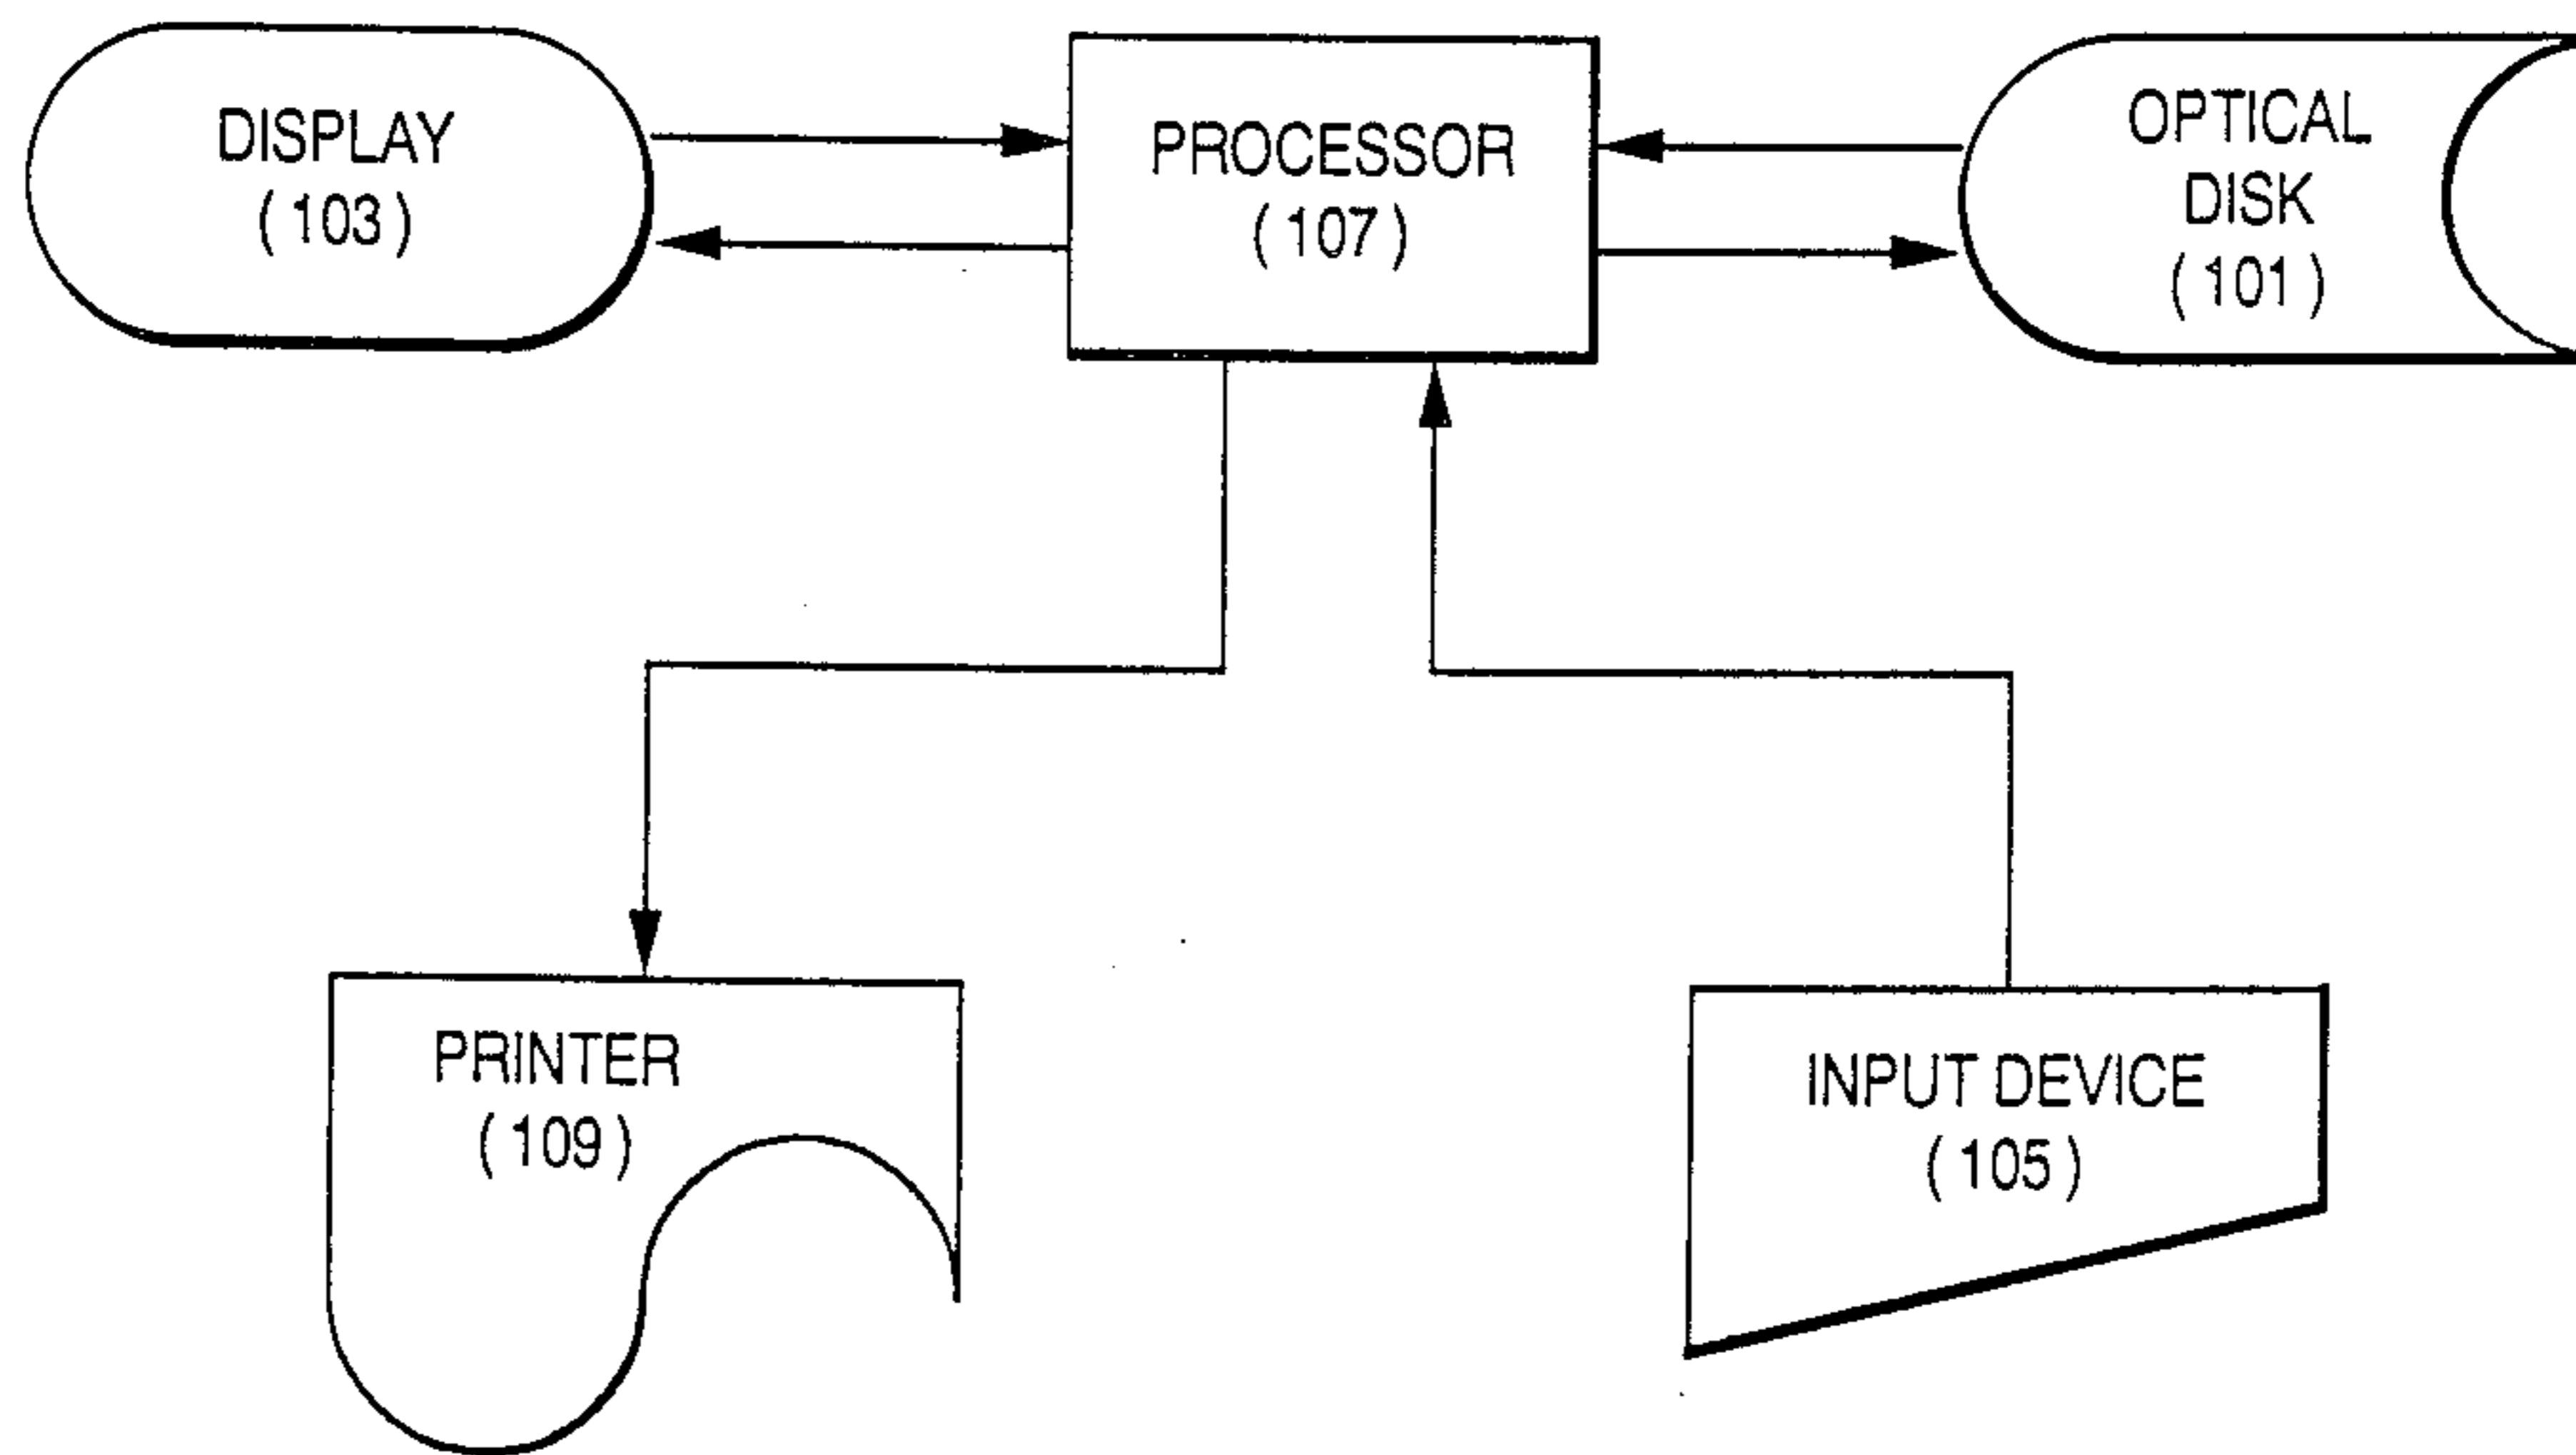 DISPLAY
( 103 )
PROCESSOR
( 107 )
OPTICAL
DISK
( 101 )
PRINTER
( 109 )
INPUT DEVICE
( 105 )